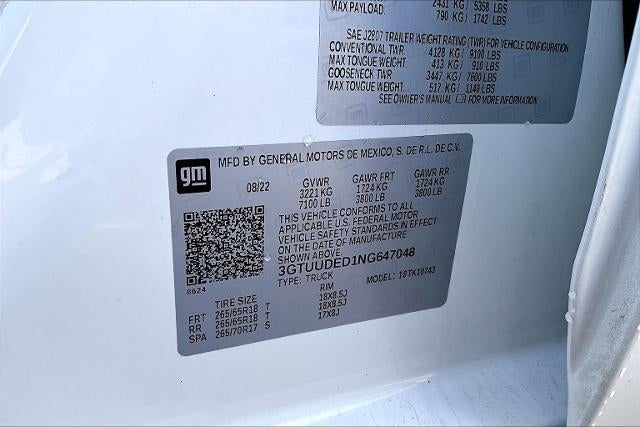 MAX PAYLOAD: 2431 KG / 5358 LBS
790 KG / 1742 LBS
SAE J2807 TRAILER WEIGHT RATING (TWR) FOR VEHICLE CONFIGURATION
CONVENTIONAL TWR: 4128 KG / 9100 LBS
MAX TONGUE WEIGHT: 413 KG / 910 LBS
GOOSENECK TWR: 3447 KG / 7600 LBS
MAX TONGUE WEIGHT: 517 KG / 1140 LBS
SEE OWNER'S MANUAL FOR MORE INFORMATION
gm MFD BY GENERAL MOTORS DE MEXICO, S. DE R.L. DE C.V.
08/22 GVWR GAWR FRT GAWR RR
3221 KG 1724 KG 1724 KG
7100 LB 3800 LB 3800 LB
THIS VEHICLE CONFORMS TO ALL
APPLICABLE U.S. FEDERAL MOTOR
VEHICLE SAFETY STANDARDS IN EFFECT
ON THE DATE OF MANUFACTURE
SHOWN ABOVE.
3GTUUDED1NG647048
8624 TYPE: TRUCK MODEL: 18TK10743
TIRE SIZE RIM
FRT 265/65R18 T 18X8.5J
RR 265/65R18 T 18X8.5J
SPA 265/70R17 S 17X8J